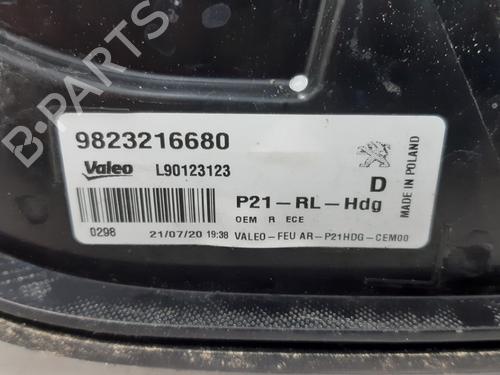 B-PARTS
9823216680
Valeo L90123123
D
P21-RL-Hdg
OEM R ECE
MADE IN POLAND
0298 21/07/20 19:38 VALEO-FEU AR-P21HDG-CEM00